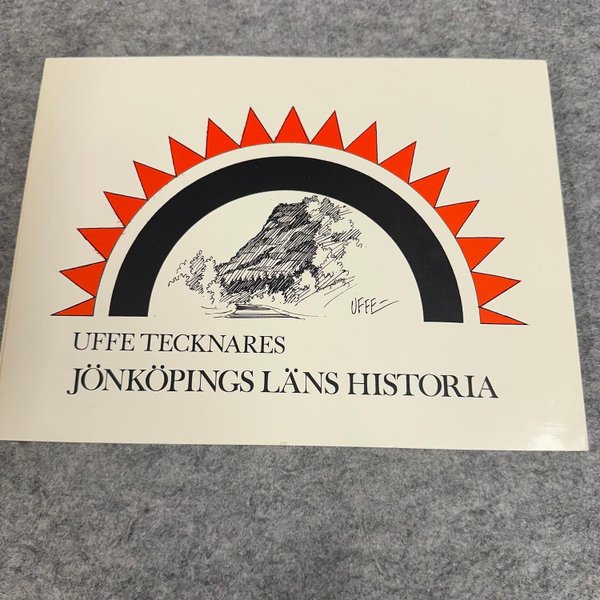 UFFE
UFFE TECKNARES
JÖNKÖPINGS LÄNS HISTORIA